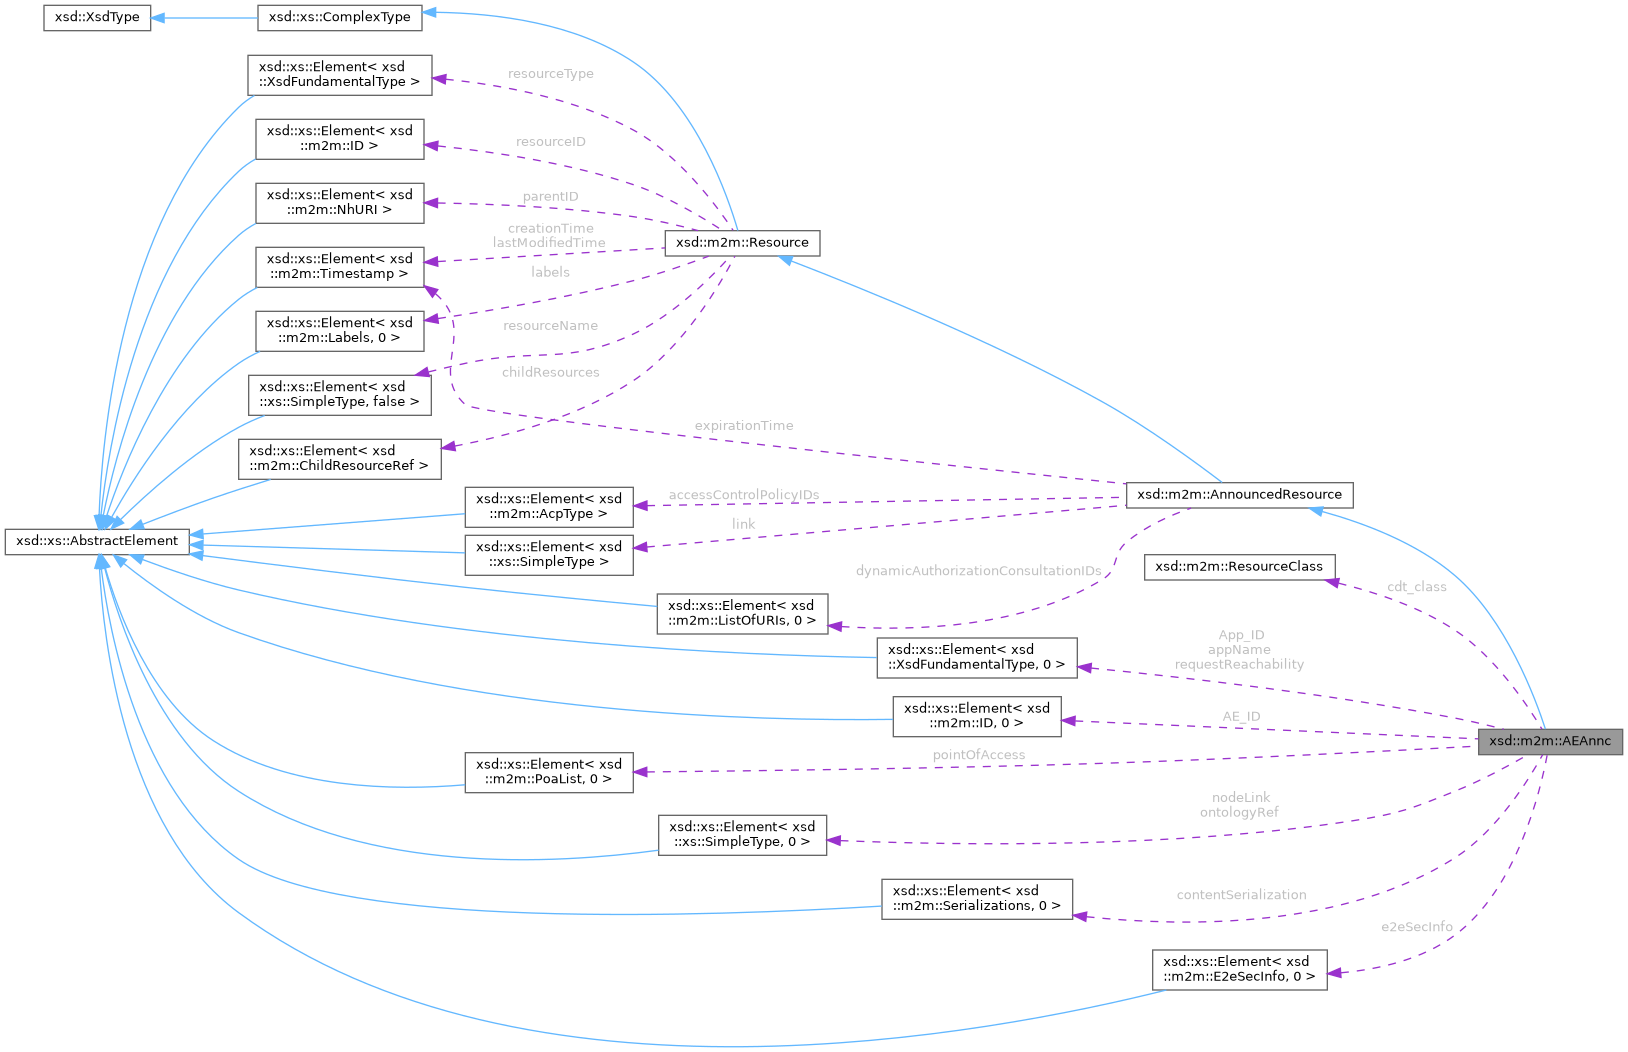 xsd::XsdType
xsd::xs::ComplexType
xsd::xs::Element< xsd
::XsdFundamentalType >
resourceType
xsd::xs::Element< xsd
::m2m::ID >
resourceID
xsd::xs::Element< xsd
::m2m::NhURI >
parentID
creationTime
lastModifiedTime
xsd::m2m::Resource
xsd::xs::Element< xsd
::m2m::Timestamp >
labels
xsd::xs::Element< xsd
::m2m::Labels, 0 >
resourceName
childResources
xsd::xs::Element< xsd
::xs::SimpleType, false >
expirationTime
xsd::xs::Element< xsd
::m2m::ChildResourceRef >
xsd::xs::Element< xsd
::m2m::AcpType >
accessControlPolicyIDs
xsd::m2m::AnnouncedResource
link
xsd::xs::AbstractElement
xsd::xs::Element< xsd
::xs::SimpleType >
dynamicAuthorizationConsultationIDs
xsd::m2m::ResourceClass
cdt_class
xsd::xs::Element< xsd
::m2m::ListOfURIs, 0 >
App_ID
appName
requestReachability
xsd::xs::Element< xsd
::XsdFundamentalType, 0 >
xsd::xs::Element< xsd
::m2m::ID, 0 >
AE_ID
xsd::m2m::AEAnnc
pointOfAccess
xsd::xs::Element< xsd
::m2m::PoaList, 0 >
nodeLink
ontologyRef
xsd::xs::Element< xsd
::xs::SimpleType, 0 >
xsd::xs::Element< xsd
::m2m::Serializations, 0 >
contentSerialization
e2eSecInfo
xsd::xs::Element< xsd
::m2m::E2eSecInfo, 0 >